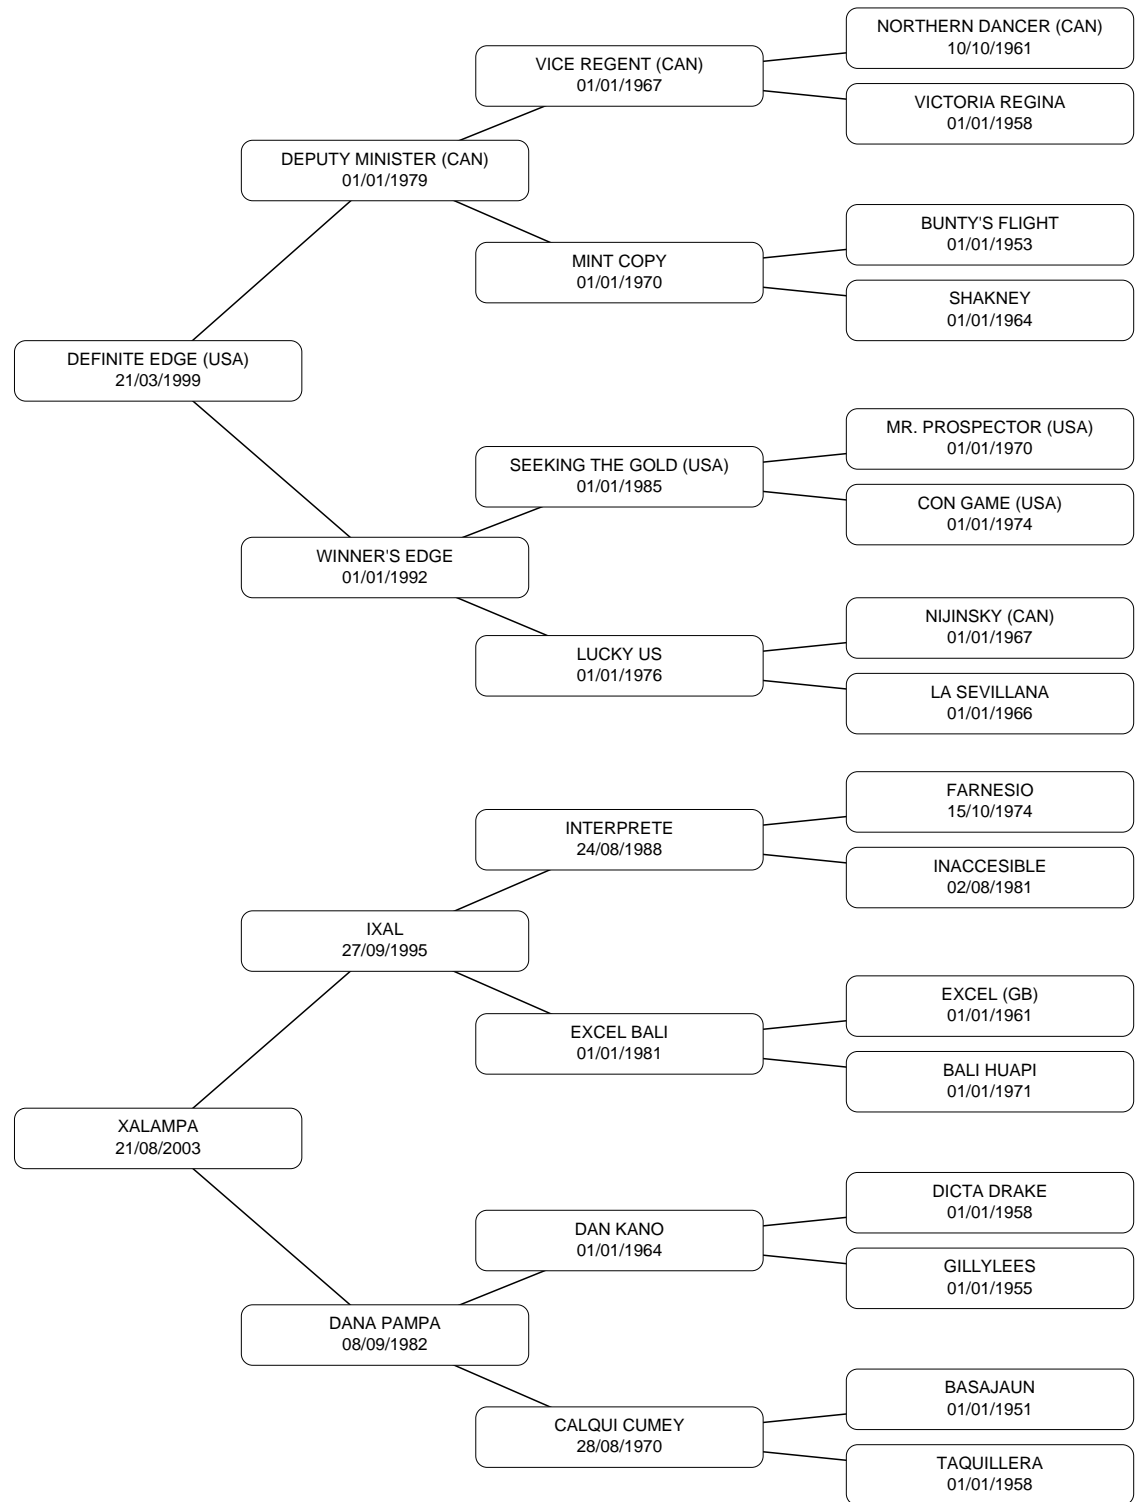 NORTHERN DANCER (CAN)
10/10/1961
VICE REGENT (CAN)
01/01/1967
VICTORIA REGINA
01/01/1958
DEPUTY MINISTER (CAN)
01/01/1979
BUNTY'S FLIGHT
01/01/1953
MINT COPY
01/01/1970
SHAKNEY
01/01/1964
DEFINITE EDGE (USA)
21/03/1999
MR. PROSPECTOR (USA)
01/01/1970
SEEKING THE GOLD (USA)
01/01/1985
CON GAME (USA)
01/01/1974
WINNER'S EDGE
01/01/1992
NIJINSKY (CAN)
01/01/1967
LUCKY US
01/01/1976
LA SEVILLANA
01/01/1966
FARNESIO
15/10/1974
INTERPRETE
24/08/1988
INACCESIBLE
02/08/1981
IXAL
27/09/1995
EXCEL (GB)
01/01/1961
EXCEL BALI
01/01/1981
BALI HUAPI
01/01/1971
XALAMPA
21/08/2003
DICTA DRAKE
01/01/1958
DAN KANO
01/01/1964
GILLYLEES
01/01/1955
DANA PAMPA
08/09/1982
BASAJAUN
01/01/1951
CALQUI CUMEY
28/08/1970
TAQUILLERA
01/01/1958